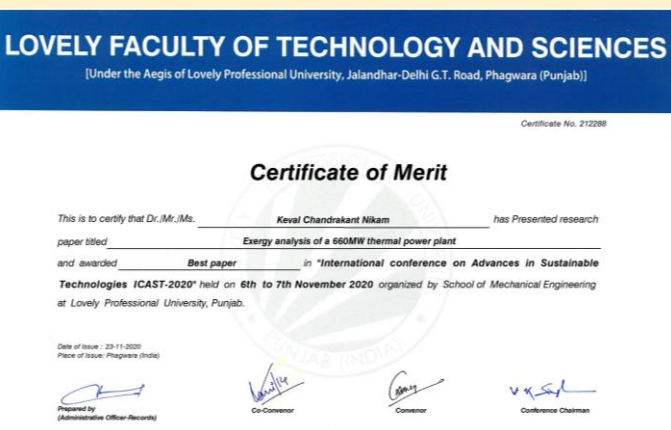 LOVELY FACULTY OF TECHNOLOGY AND SCIENCES
[Under the Aegis of Lovely Professional University, Jalandhar-Delhi G.T. Road, Phagwara (Punjab)]
Certificate No. 212288
Certificate of Merit
This is to certify that Dr./Mr./Ms. Keval Chandrakant Nikam has Presented research
paper titled Exergy analysis of a 660MW thermal power plant
and awarded Best paper in "International conference on Advances in Sustainable
Technologies ICAST-2020" held on 6th to 7th November 2020 organized by School of Mechanical Engineering
at Lovely Professional University, Punjab.
PUNJAB (INDIA)
Date of Issue : 23-11-2020
Place of Issue: Phagwara (India)
Prepared by
(Administrative Officer-Records)
Co-Convenor
Convenor
Conference Chairman